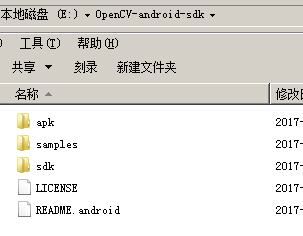 本地磁盘 (E:) ▸ OpenCV-android-sdk ▸
工具(T) 帮助(H)
共享 刻录 新建文件夹
名称 修改日
apk 2017-
samples 2017-
sdk 2017-
LICENSE 2017-
README.android 2017-